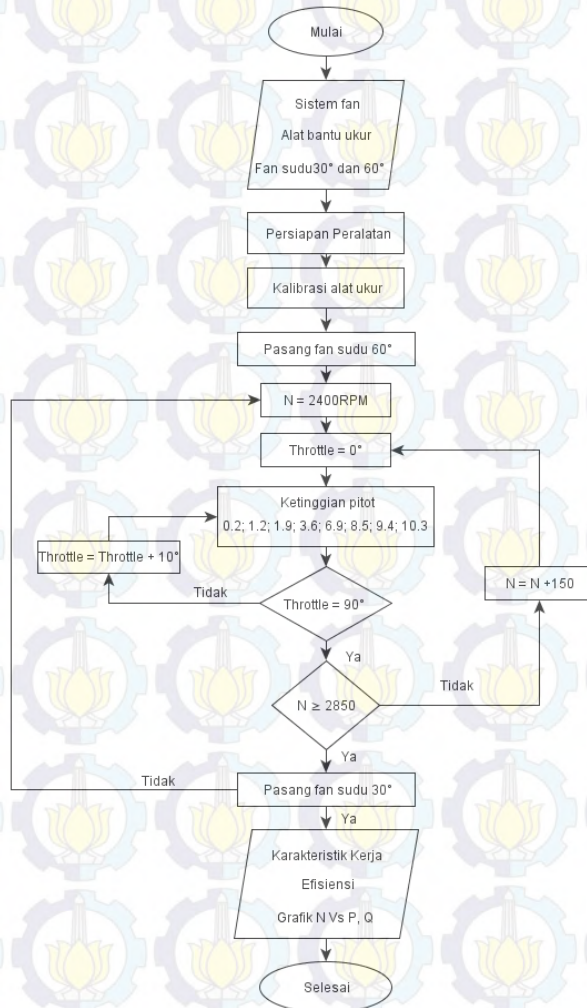 Mulai
Sistem fan
Alat bantu ukur
Fan sudu30° dan 60°
Persiapan Peralatan
Kalibrasi alat ukur
Pasang fan sudu 60°
N = 2400RPM
Throttle = 0°
Ketinggian pitot
0.2; 1.2; 1.9; 3.6; 6.9; 8.5; 9.4; 10.3
Throttle = Throttle + 10°
Tidak
Throttle = 90°
N = N +150
Ya
Tidak
N ≥ 2850
Ya
Tidak
Pasang fan sudu 30°
Ya
Karakteristik Kerja
Efisiensi
Grafik N Vs P, Q
Selesai